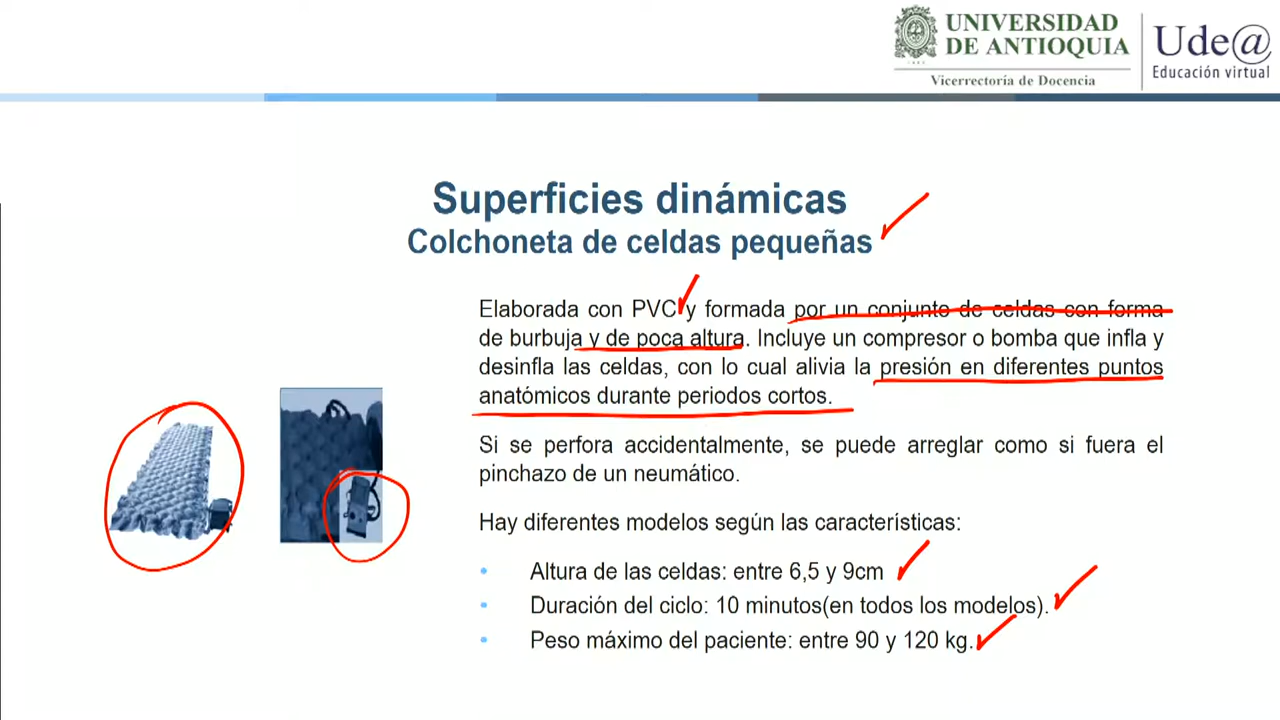 UNIVERSIDAD
DE ANTIOQUIA
Vicerrectoría de Docencia
Ude@
Educación virtual
Superficies dinámicas
Colchoneta de celdas pequeñas
Elaborada con PVC y formada por un conjunto de celdas con forma
de burbuja y de poca altura. Incluye un compresor o bomba que infla y
desinfla las celdas, con lo cual alivia la presión en diferentes puntos
anatómicos durante periodos cortos.
Si se perfora accidentalmente, se puede arreglar como si fuera el
pinchazo de un neumático.
Hay diferentes modelos según las características:
• Altura de las celdas: entre 6,5 y 9cm
• Duración del ciclo: 10 minutos(en todos los modelos).
• Peso máximo del paciente: entre 90 y 120 kg.